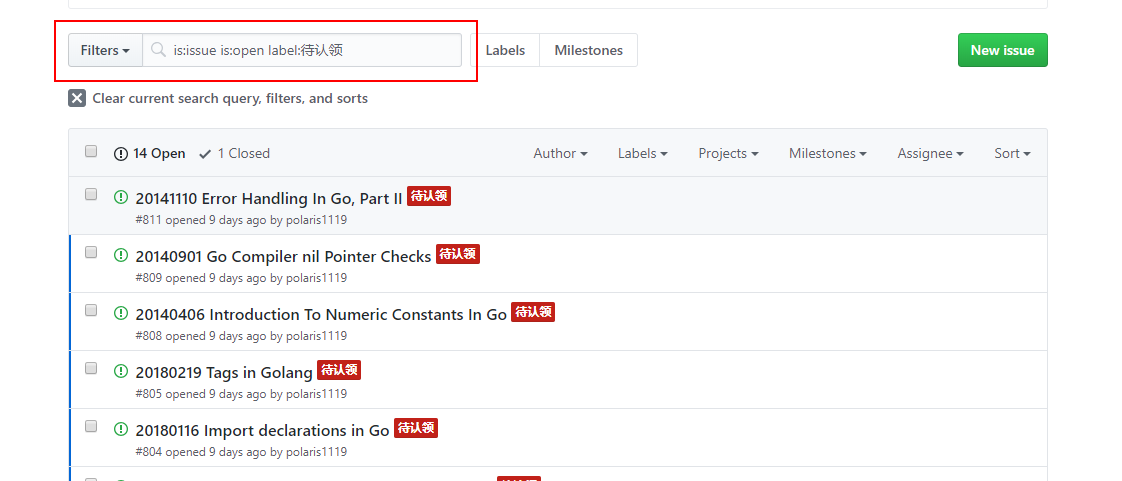 Filters is:issue is:open label:待认领 Labels Milestones New issue
Clear current search query, filters, and sorts
14 Open 1 Closed Author Labels Projects Milestones Assignee Sort
20141110 Error Handling In Go, Part II 待认领
#811 opened 9 days ago by polaris1119
20140901 Go Compiler nil Pointer Checks 待认领
#809 opened 9 days ago by polaris1119
20140406 Introduction To Numeric Constants In Go 待认领
#808 opened 9 days ago by polaris1119
20180219 Tags in Golang 待认领
#805 opened 9 days ago by polaris1119
20180116 Import declarations in Go 待认领
#804 opened 9 days ago by polaris1119